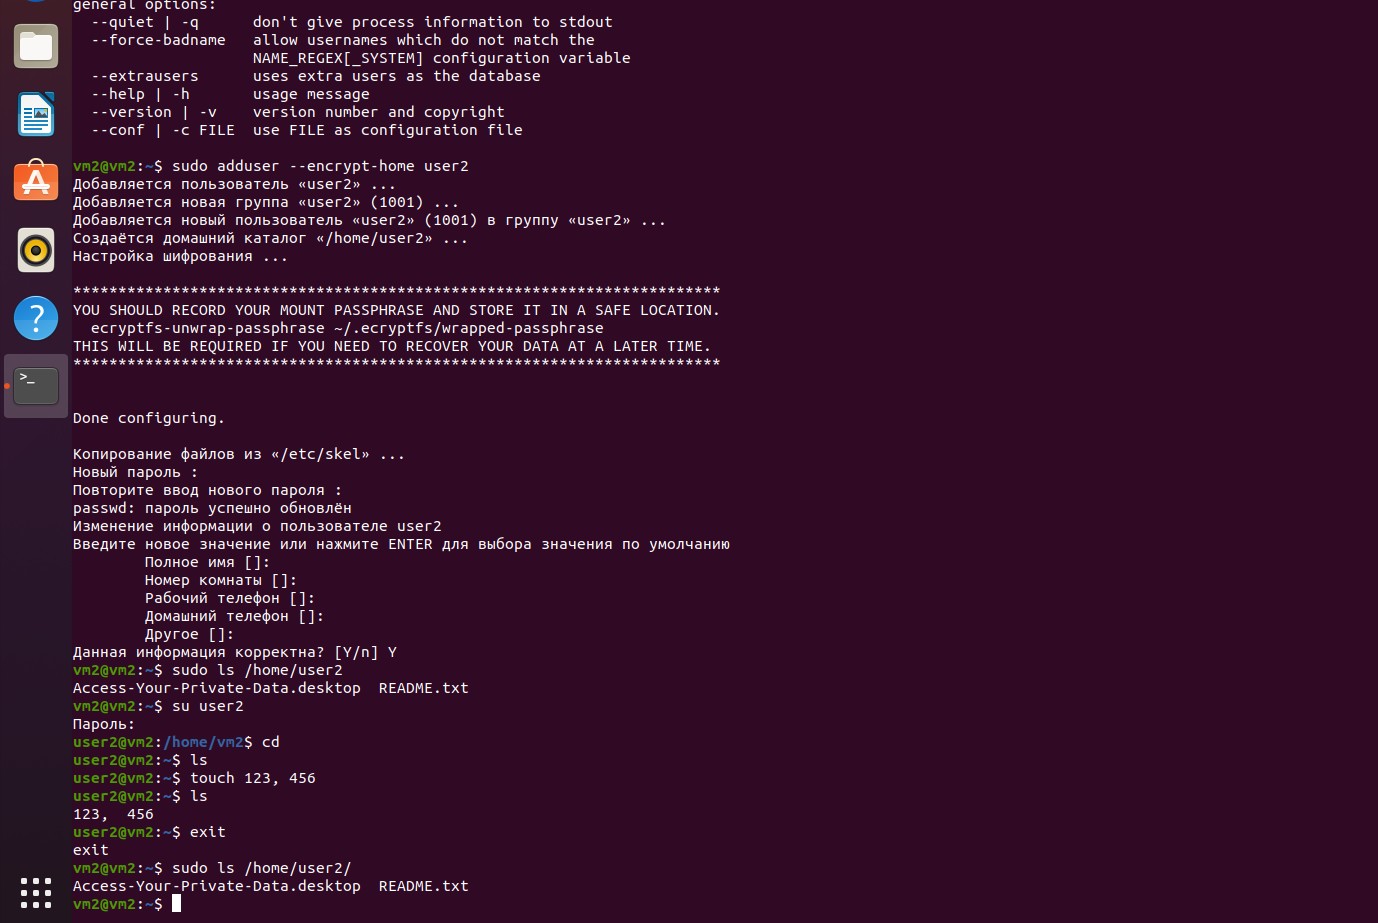 general options:
  --quiet | -q      don't give process information to stdout
  --force-badname   allow usernames which do not match the
                    NAME_REGEX[_SYSTEM] configuration variable
  --extrausers      uses extra users as the database
  --help | -h       usage message
  --version | -v    version number and copyright
  --conf | -c FILE  use FILE as configuration file
vm2@vm2:~$ sudo adduser --encrypt-home user2
Добавляется пользователь «user2» ...
Добавляется новая группа «user2» (1001) ...
Добавляется новый пользователь «user2» (1001) в группу «user2» ...
Создаётся домашний каталог «/home/user2» ...
Настройка шифрования ...
************************************************************************
YOU SHOULD RECORD YOUR MOUNT PASSPHRASE AND STORE IT IN A SAFE LOCATION.
  ecryptfs-unwrap-passphrase ~/.ecryptfs/wrapped-passphrase
THIS WILL BE REQUIRED IF YOU NEED TO RECOVER YOUR DATA AT A LATER TIME.
************************************************************************
Done configuring.
Копирование файлов из «/etc/skel» ...
Новый пароль :
Повторите ввод нового пароля :
passwd: пароль успешно обновлён
Изменение информации о пользователе user2
Введите новое значение или нажмите ENTER для выбора значения по умолчанию
        Полное имя []:
        Номер комнаты []:
        Рабочий телефон []:
        Домашний телефон []:
        Другое []:
Данная информация корректна? [Y/n] Y
vm2@vm2:~$ sudo ls /home/user2
Access-Your-Private-Data.desktop  README.txt
vm2@vm2:~$ su user2
Пароль:
user2@vm2:/home/vm2$ cd
user2@vm2:~$ ls
user2@vm2:~$ touch 123, 456
user2@vm2:~$ ls
123,  456
user2@vm2:~$ exit
exit
vm2@vm2:~$ sudo ls /home/user2/
Access-Your-Private-Data.desktop  README.txt
vm2@vm2:~$